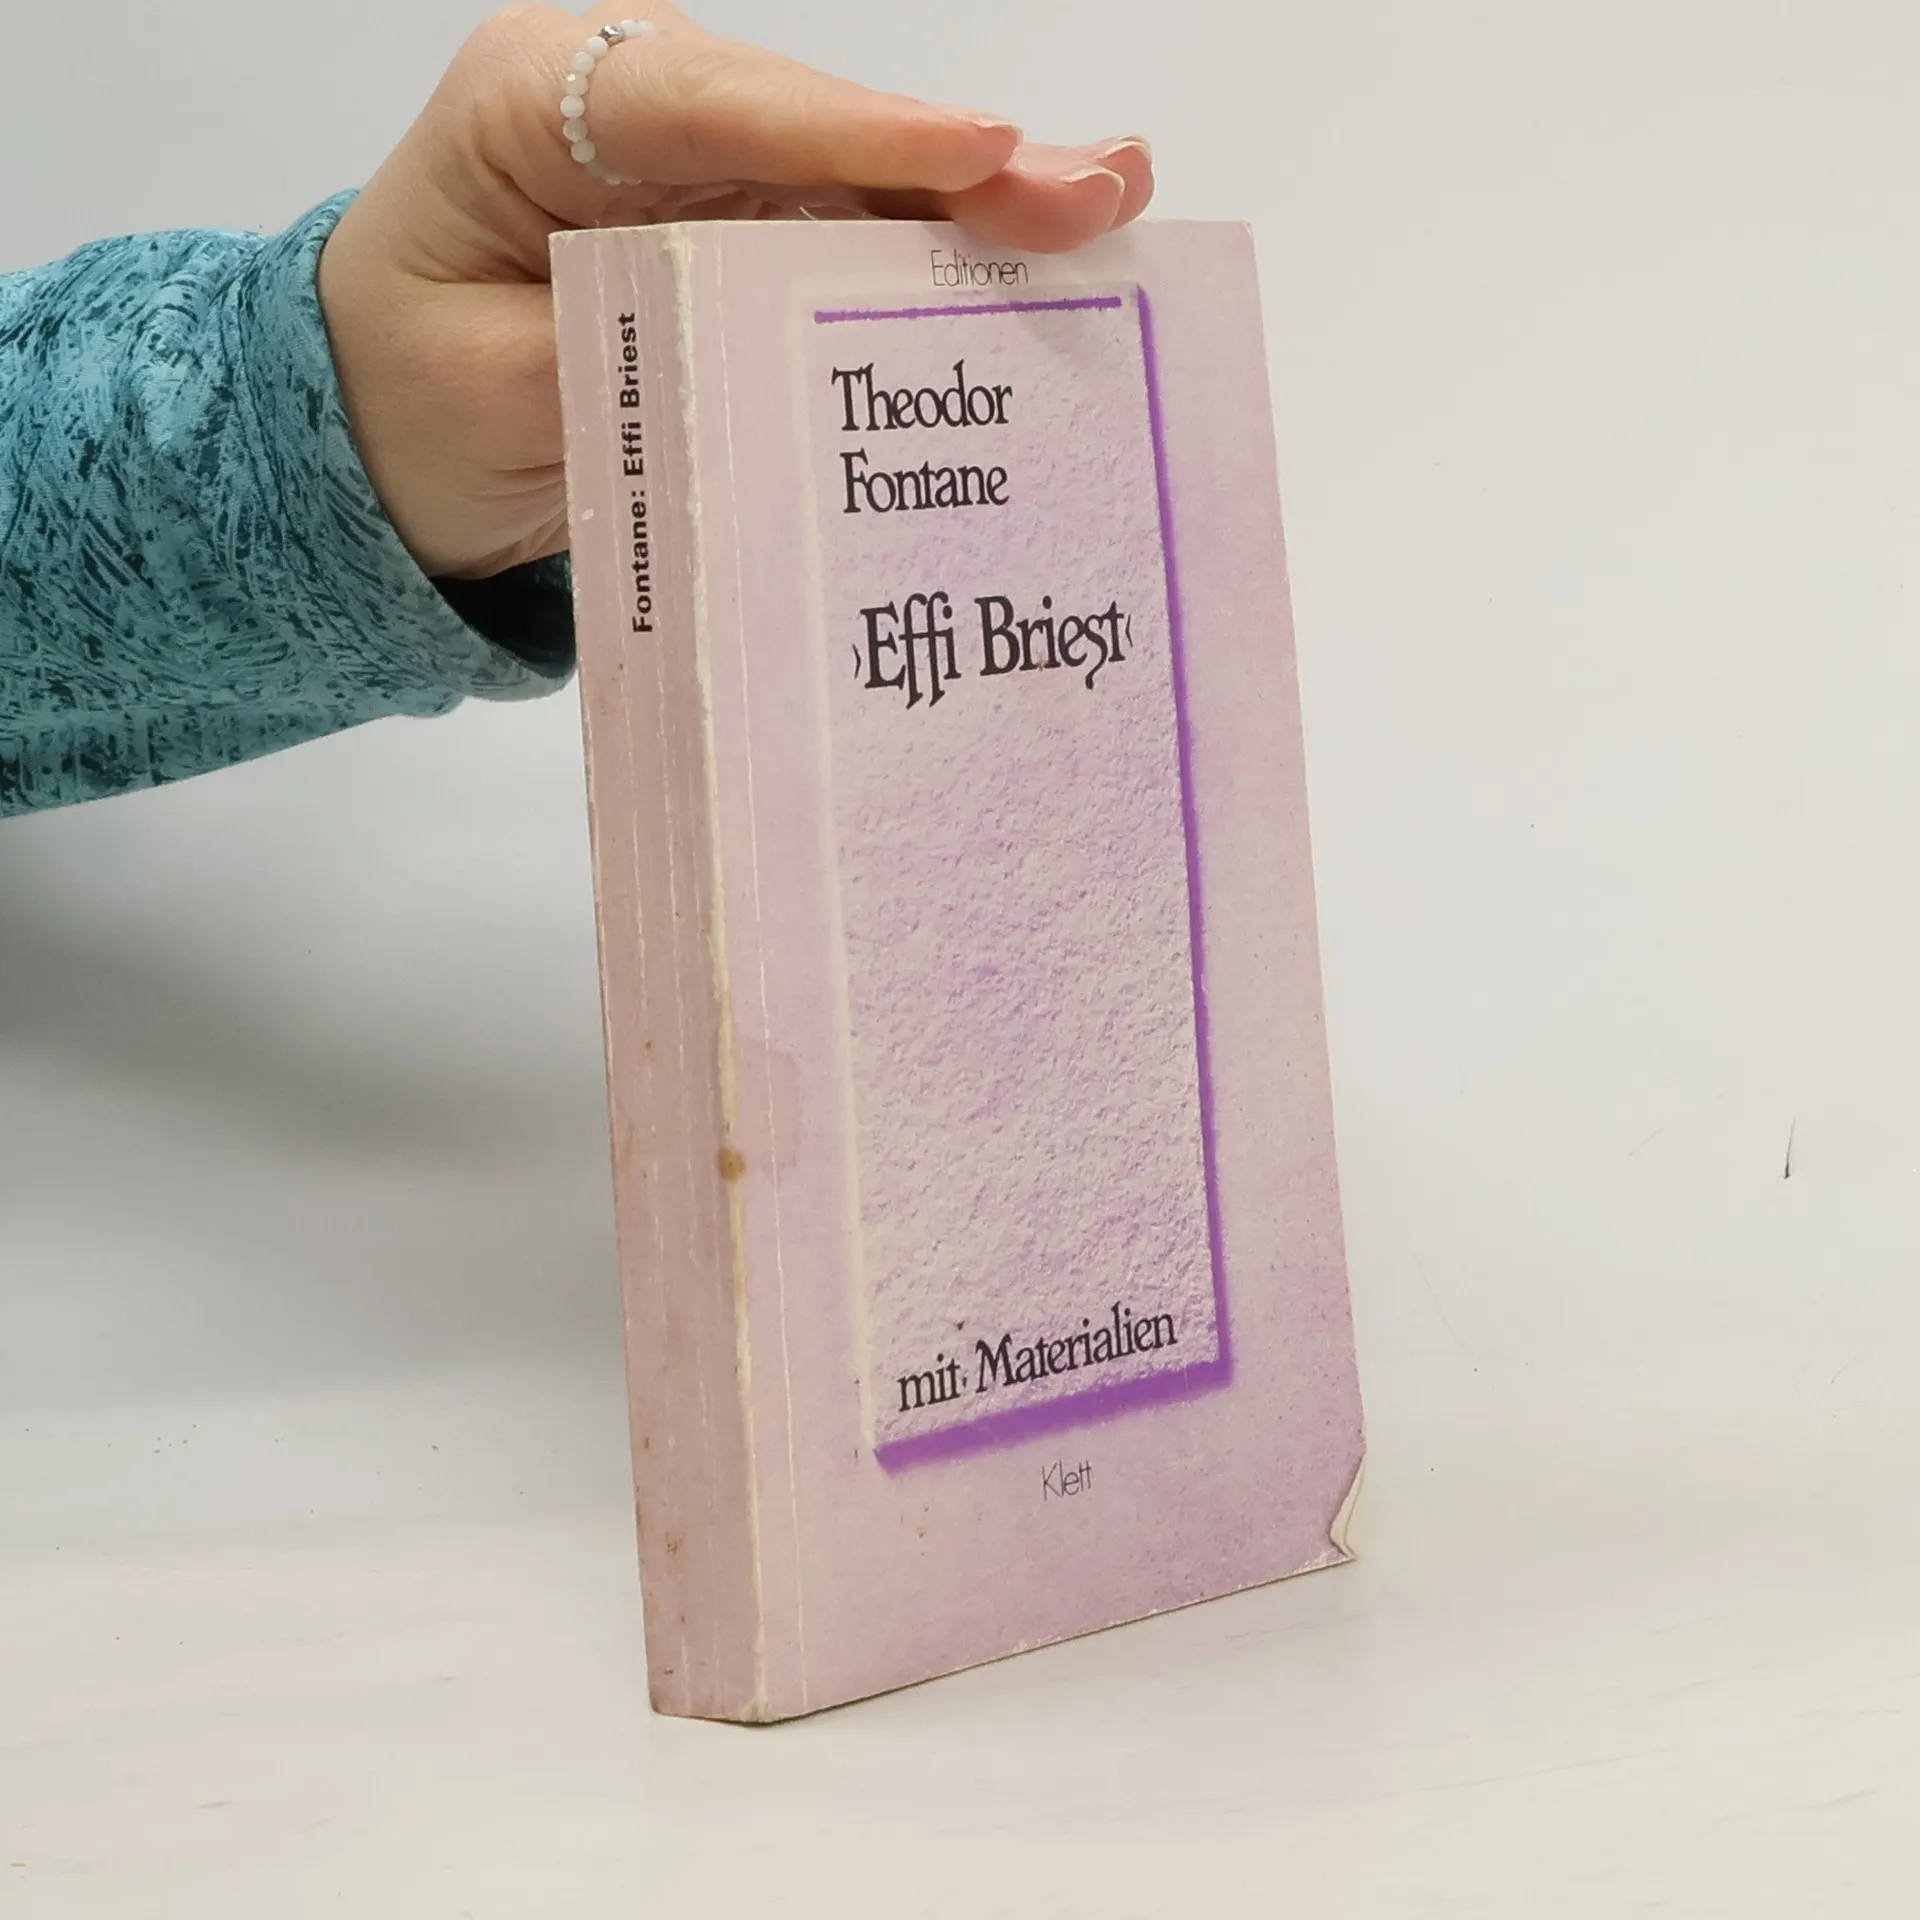 Fontane: Effi Briest
Editionen
Theodor
Fontane
›Effi Briest‹
mit Materialien
Klett